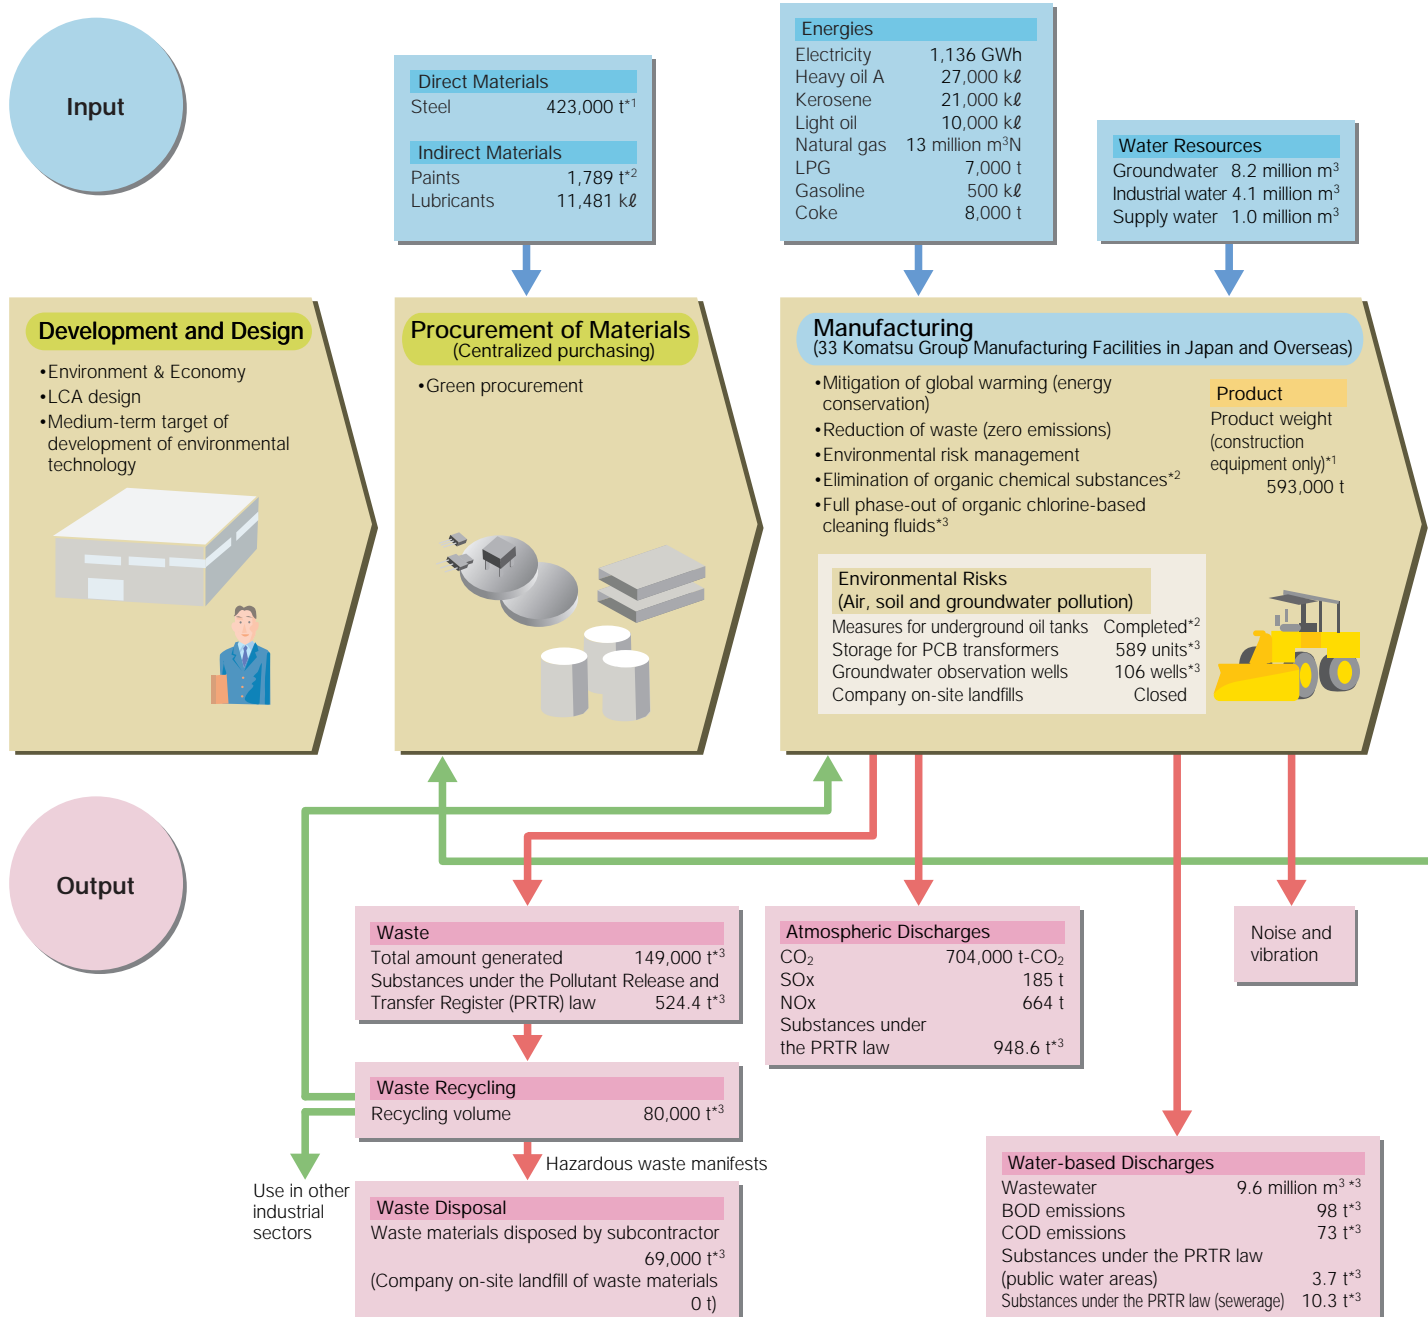 Input
Direct Materials
Steel 423,000 t*1
Indirect Materials
Paints 1,789 t*2
Lubricants 11,481 kℓ
Energies
Electricity 1,136 GWh
Heavy oil A 27,000 kℓ
Kerosene 21,000 kℓ
Light oil 10,000 kℓ
Natural gas 13 million m³N
LPG 7,000 t
Gasoline 500 kℓ
Coke 8,000 t
Water Resources
Groundwater 8.2 million m³
Industrial water 4.1 million m³
Supply water 1.0 million m³
Development and Design
•Environment & Economy
•LCA design
•Medium-term target of
development of environmental
technology
Procurement of Materials
(Centralized purchasing)
•Green procurement
Manufacturing
(33 Komatsu Group Manufacturing Facilities in Japan and Overseas)
•Mitigation of global warming (energy
conservation)
•Reduction of waste (zero emissions)
•Environmental risk management
•Elimination of organic chemical substances*2
•Full phase-out of organic chlorine-based
cleaning fluids*3
Product
Product weight
(construction
equipment only)*1
593,000 t
Environmental Risks
(Air, soil and groundwater pollution)
Measures for underground oil tanks Completed*2
Storage for PCB transformers 589 units*3
Groundwater observation wells 106 wells*3
Company on-site landfills Closed
Output
Waste
Total amount generated 149,000 t*3
Substances under the Pollutant Release and
Transfer Register (PRTR) law 524.4 t*3
Waste Recycling
Recycling volume 80,000 t*3
Hazardous waste manifests
Use in other
industrial
sectors
Waste Disposal
Waste materials disposed by subcontractor
69,000 t*3
(Company on-site landfill of waste materials
0 t)
Atmospheric Discharges
CO₂ 704,000 t-CO₂
SOx 185 t
NOx 664 t
Substances under
the PRTR law 948.6 t*3
Noise and
vibration
Water-based Discharges
Wastewater 9.6 million m³ *3
BOD emissions 98 t*3
COD emissions 73 t*3
Substances under the PRTR law
(public water areas) 3.7 t*3
Substances under the PRTR law (sewerage) 10.3 t*3